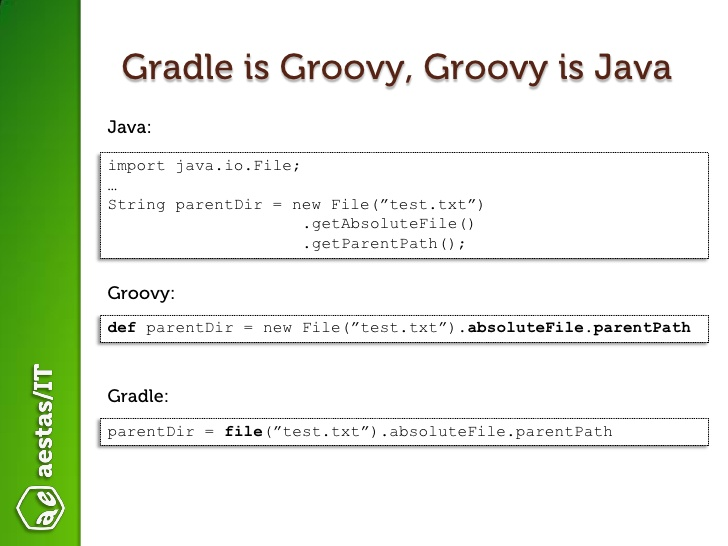 Gradle is Groovy, Groovy is Java
Java:
import java.io.File;
…
String parentDir = new File(”test.txt”)
.getAbsoluteFile()
.getParentPath();
Groovy:
def parentDir = new File(”test.txt”).absoluteFile.parentPath
Gradle:
parentDir = file(”test.txt”).absoluteFile.parentPath
ae aestas/IT